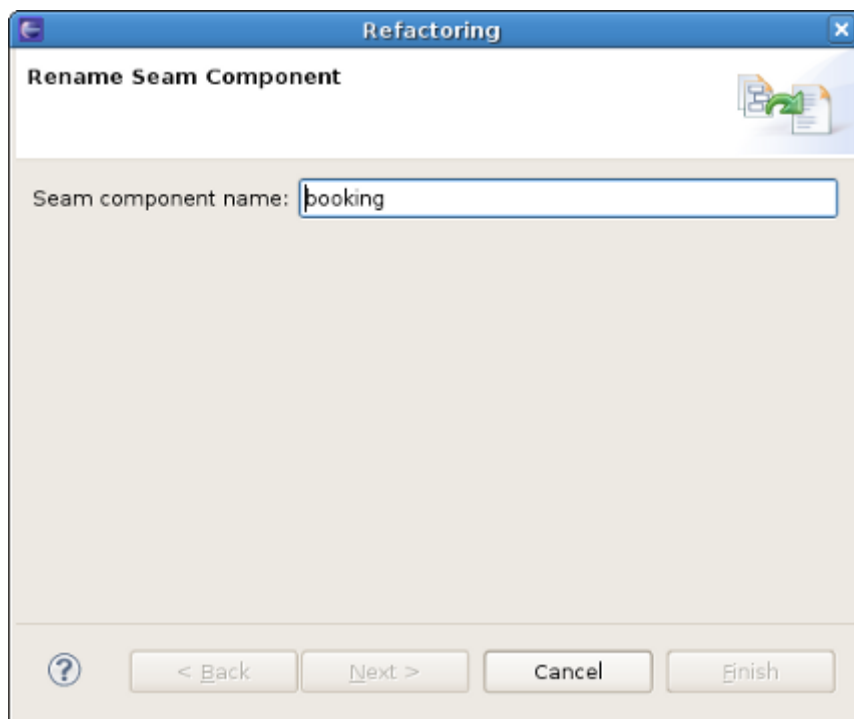 Refactoring
Rename Seam Component
Seam component name: booking
? < Back Next > Cancel Finish